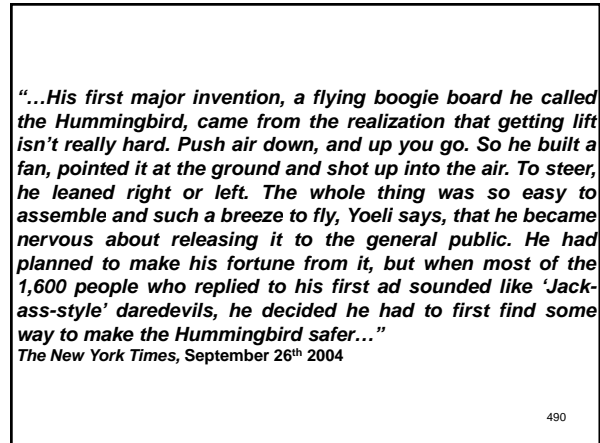 “…His first major invention, a flying boogie board he called
the Hummingbird, came from the realization that getting lift
isn’t really hard. Push air down, and up you go. So he built a
fan, pointed it at the ground and shot up into the air. To steer,
he leaned right or left. The whole thing was so easy to
assemble and such a breeze to fly, Yoeli says, that he became
nervous about releasing it to the general public. He had
planned to make his fortune from it, but when most of the
1,600 people who replied to his first ad sounded like ‘Jack-
ass-style’ daredevils, he decided he had to first find some
way to make the Hummingbird safer…”
The New York Times, September 26th 2004
490